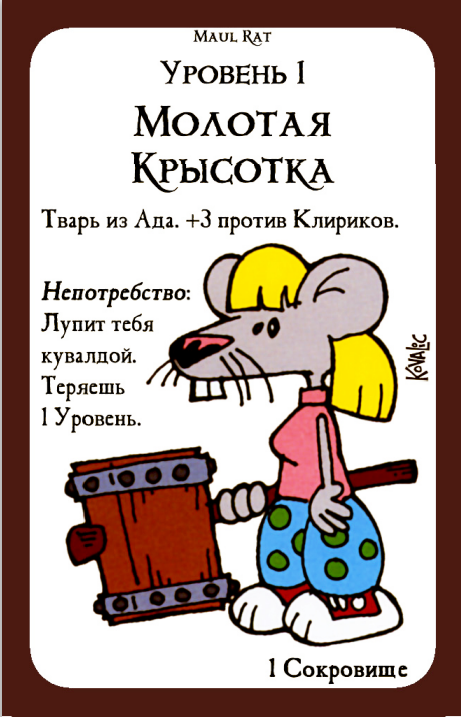 Maul Rat
Уровень 1
Молотая
Крысотка
Тварь из Ада. +3 против Клириков.
Непотребство:
Лупит тебя
кувалдой.
Теряешь
1 Уровень.
Kovalic
1 Сокровище